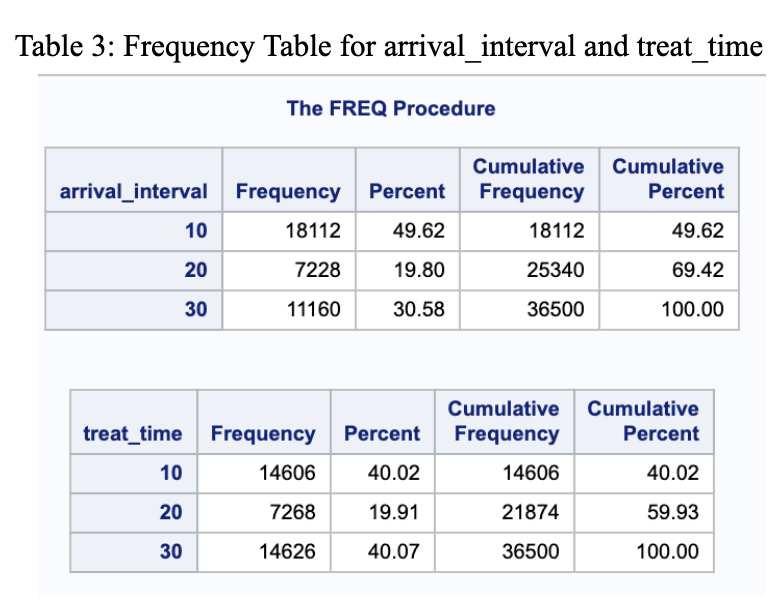 Table 3: Frequency Table for arrival_interval and treat_time
The FREQ Procedure
arrival_interval Frequency Percent Cumulative Frequency Cumulative Percent
10 18112 49.62 18112 49.62
20 7228 19.80 25340 69.42
30 11160 30.58 36500 100.00
treat_time Frequency Percent Cumulative Frequency Cumulative Percent
10 14606 40.02 14606 40.02
20 7268 19.91 21874 59.93
30 14626 40.07 36500 100.00